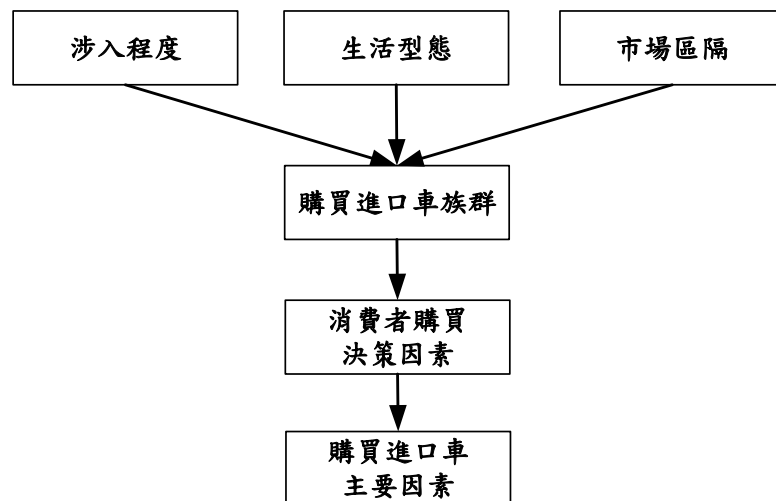 涉入程度
生活型態
市場區隔
購買進口車族群
消費者購買
決策因素
購買進口車
主要因素